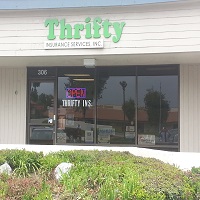 Thrifty
INSURANCE SERVICES, INC.
306
OPEN
THRIFTY INS.